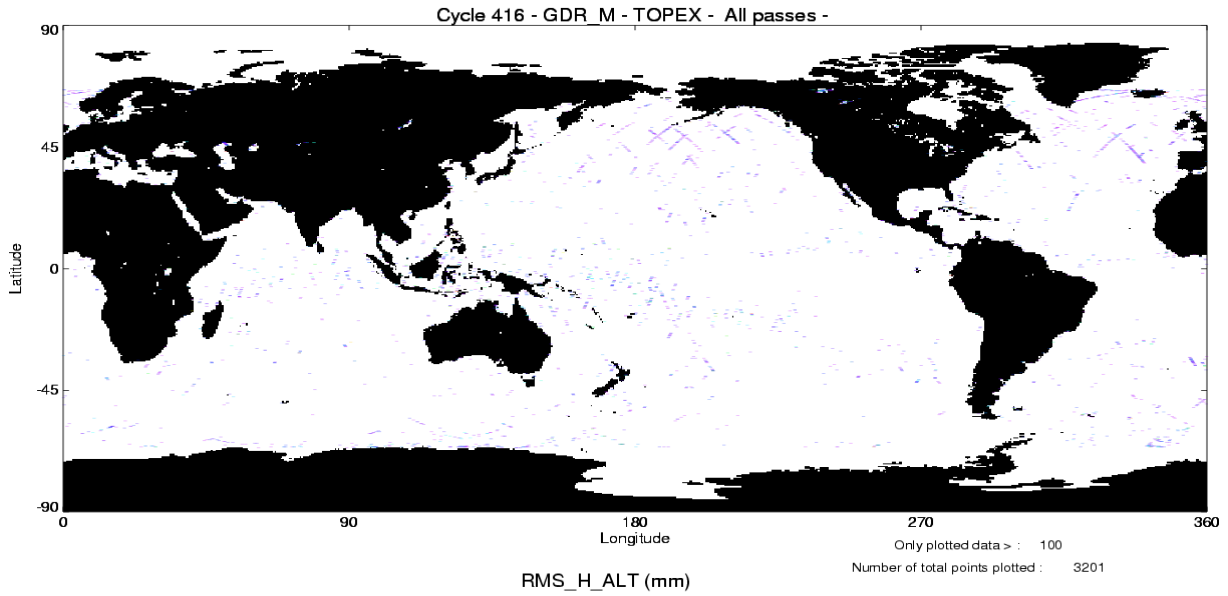 Cycle 416 - GDR_M - TOPEX - All passes -
90
45
0
-45
-90
Latitude
0 90 180 270 360
Longitude
Only plotted data > : 100
Number of total points plotted : 3201
RMS_H_ALT (mm)